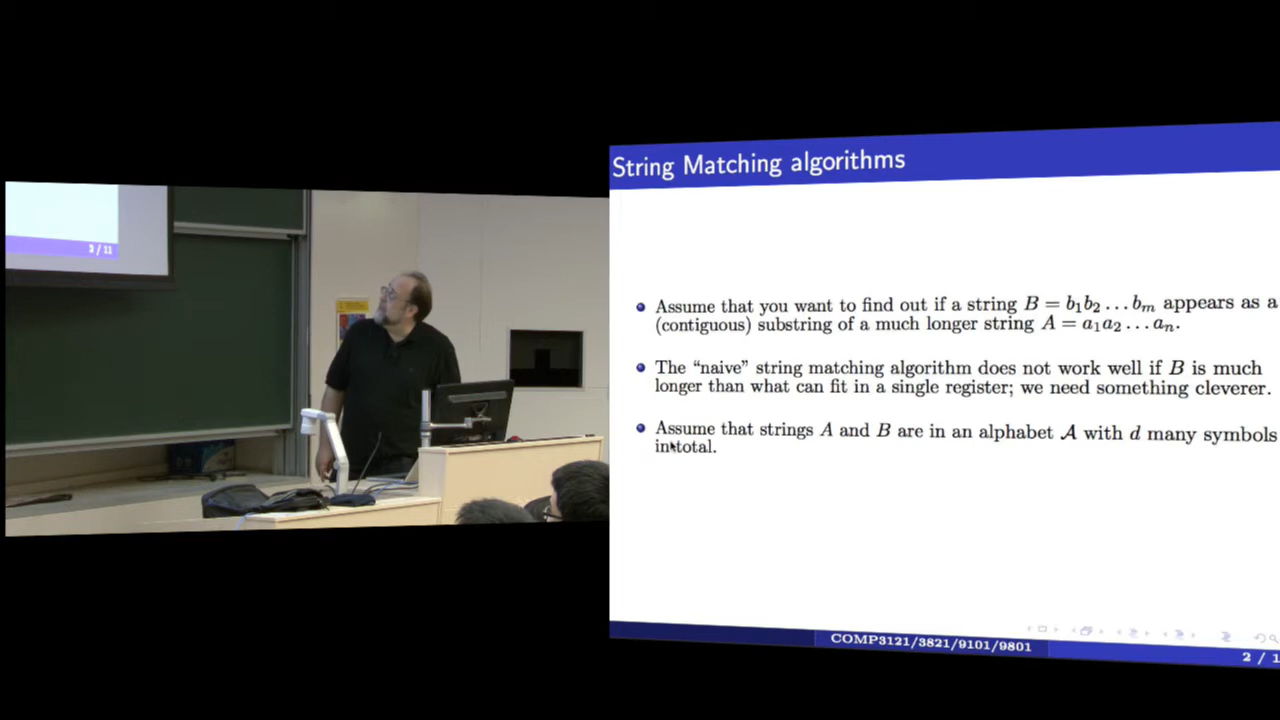 String Matching algorithms
Assume that you want to find out if a string B = b₁b₂ … bₘ appears as a
(contiguous) substring of a much longer string A = a₁a₂ … aₙ.
The “naive” string matching algorithm does not work well if B is much
longer than what can fit in a single register; we need something cleverer.
Assume that strings A and B are in an alphabet 𝒜 with d many symbols
in total.
COMP3121/3821/9101/9801
2 / 1
2 / 11